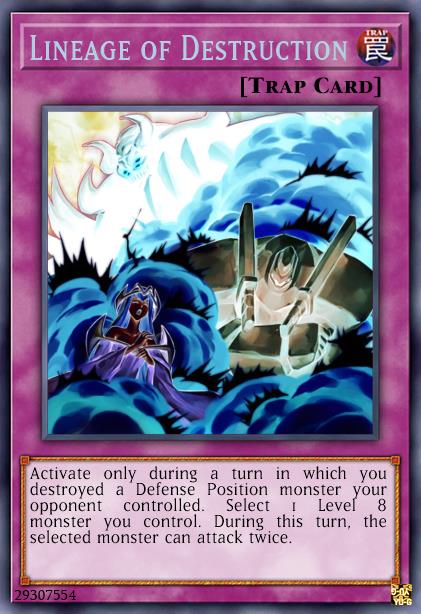 LINEAGE OF DESTRUCTION
TRAP
罠
[TRAP CARD]
Activate only during a turn in which you
destroyed a Defense Position monster your
opponent controlled. Select 1 Level 8
monster you control. During this turn, the
selected monster can attack twice.
29307554